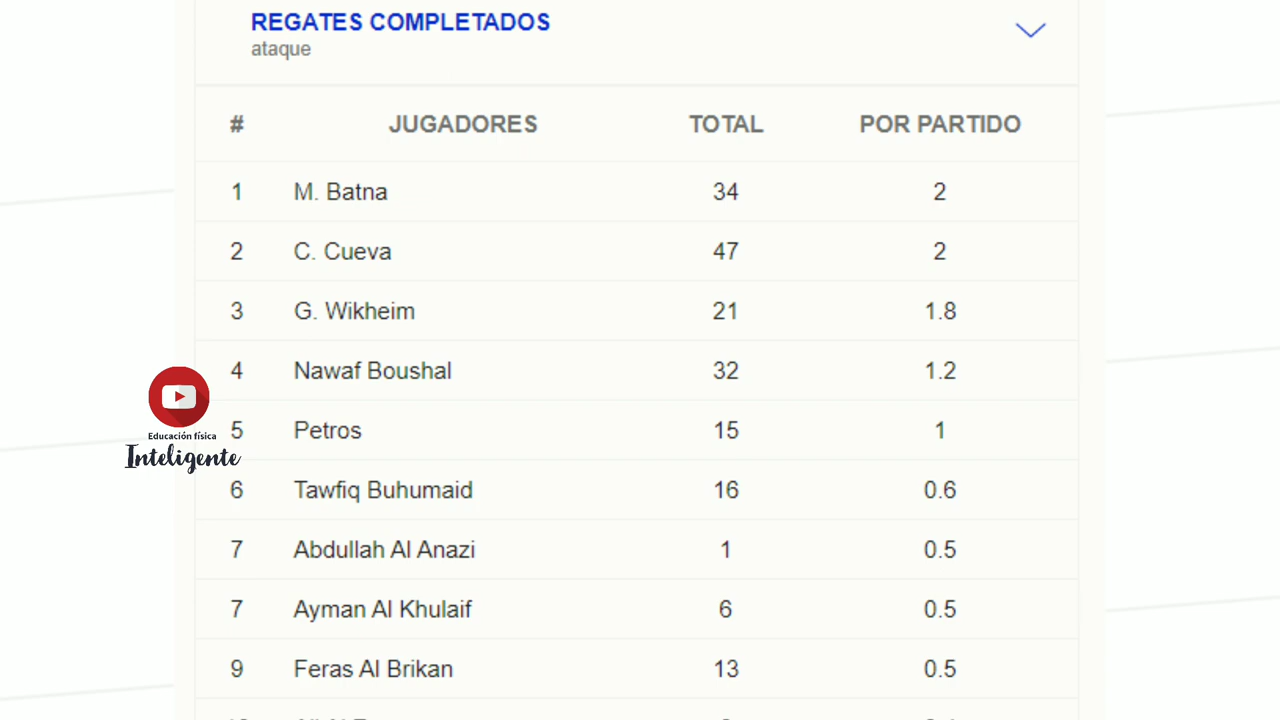 REGATES COMPLETADOS
ataque
# JUGADORES TOTAL POR PARTIDO
1 M. Batna 34 2
2 C. Cueva 47 2
3 G. Wikheim 21 1.8
4 Nawaf Boushal 32 1.2
5 Petros 15 1
6 Tawfiq Buhumaid 16 0.6
7 Abdullah Al Anazi 1 0.5
7 Ayman Al Khulaif 6 0.5
9 Feras Al Brikan 13 0.5
Educación física
Inteligente